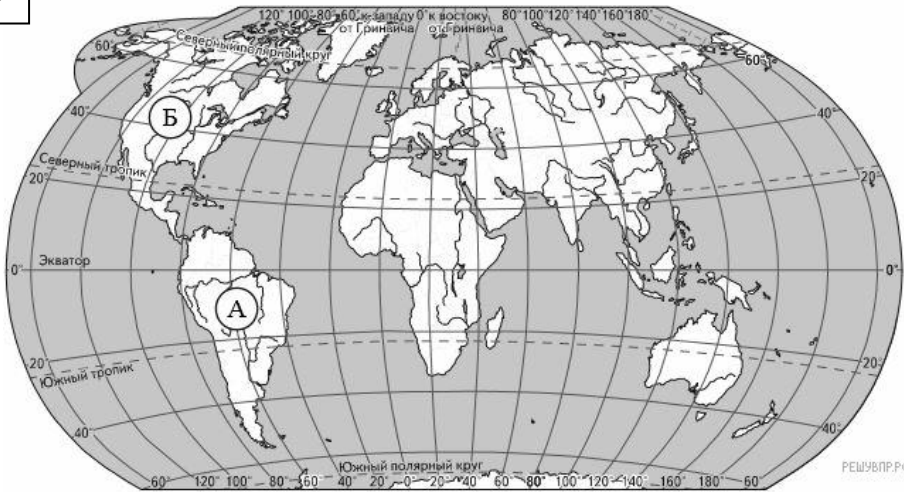 120° 100° 80° 60° к западу 0° к востоку 80° 100° 120° 140° 160° 180°
от Гринвича от Гринвича
Северный полярный круг
60° 60°
40° 40°
Б
Северный тропик
20° 20°
Экватор
0° 0°
А
20° 20°
Южный тропик
40° 40°
Южный полярный круг
60° 120° 100° 60° 40° 20° 0° 20° 40° 60° 80° 100° 120° 140° 160° 180° 60°
РЕШУВПР.РФ